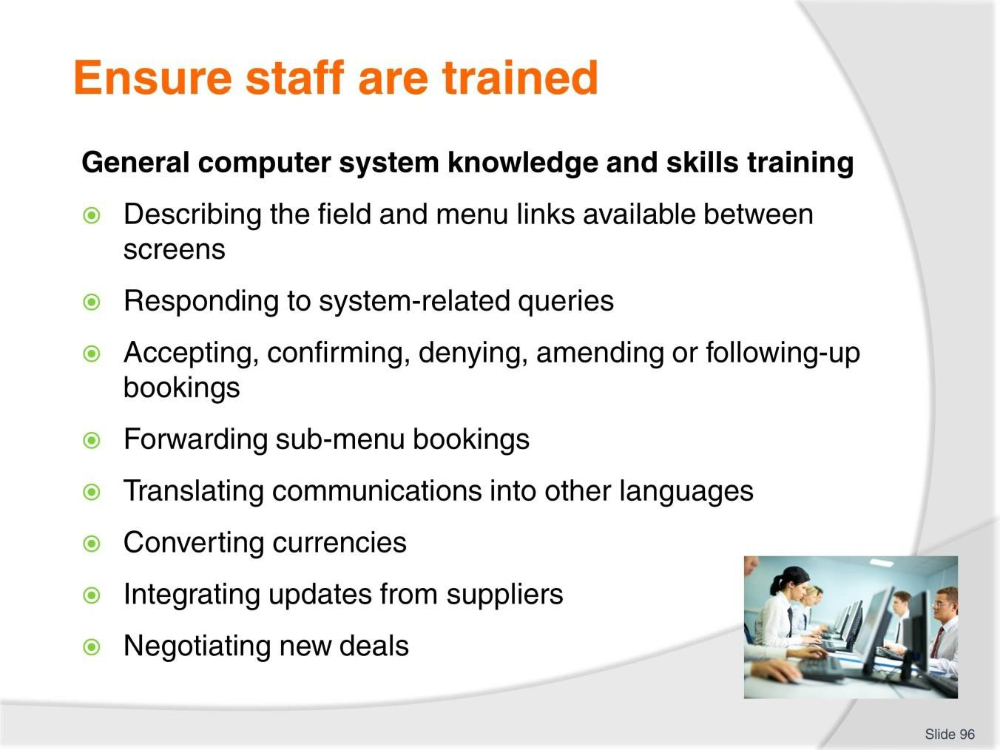 Ensure staff are trained
General computer system knowledge and skills training
Describing the field and menu links available between
screens
Responding to system-related queries
Accepting, confirming, denying, amending or following-up
bookings
Forwarding sub-menu bookings
Translating communications into other languages
Converting currencies
Integrating updates from suppliers
Negotiating new deals
Slide 96